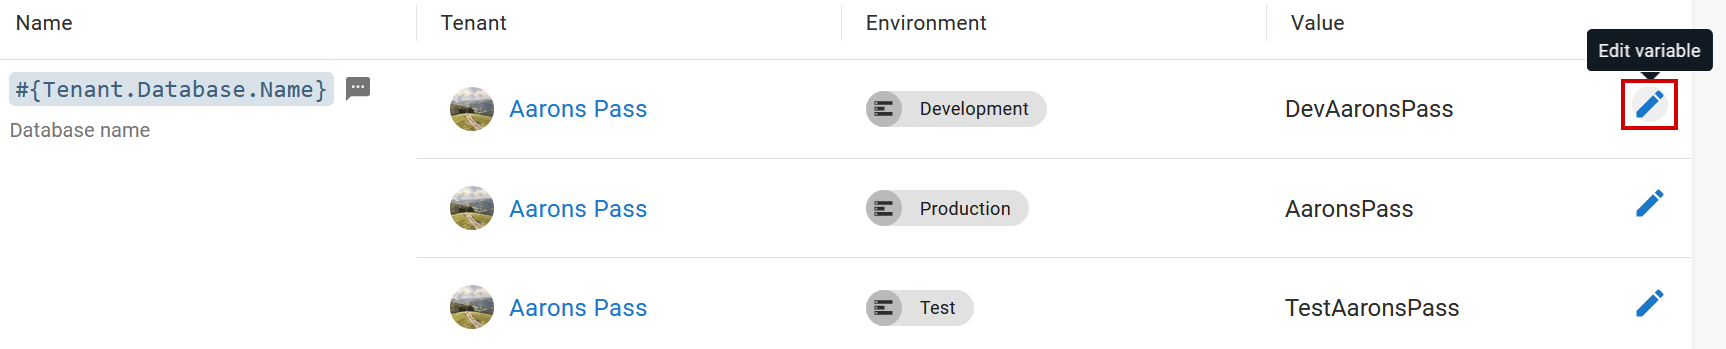 Name Tenant Environment Value
Edit variable
#{Tenant.Database.Name}
Database name
Aarons Pass Development DevAaronsPass
Aarons Pass Production AaronsPass
Aarons Pass Test TestAaronsPass